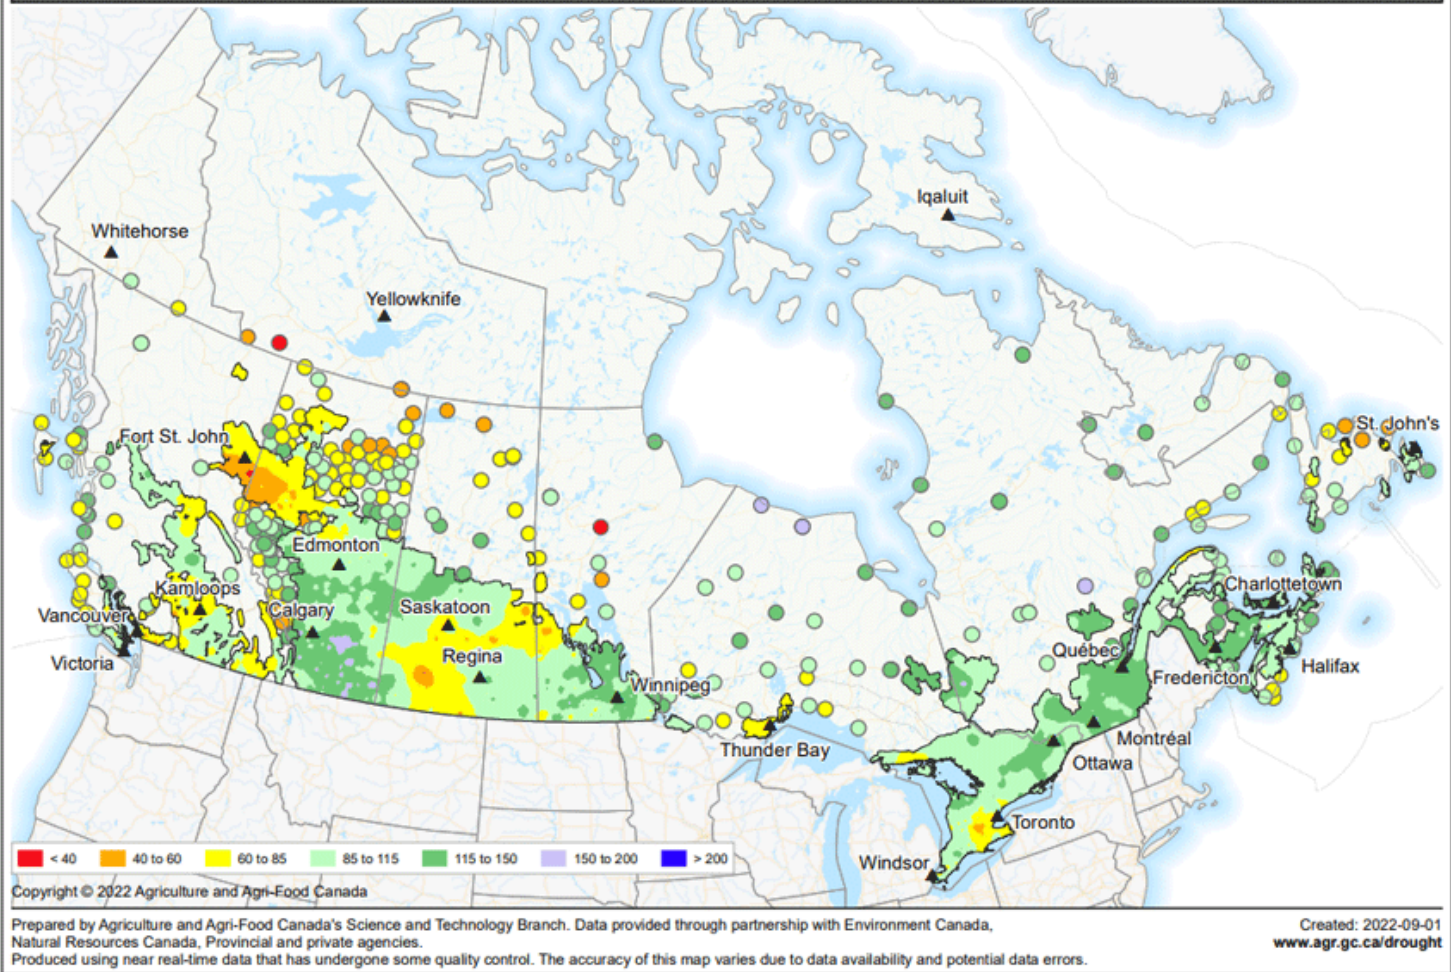 Iqaluit
Whitehorse
Yellowknife
St. John's
Fort St. John
Edmonton
Kamloops
Calgary
Saskatoon
Charlottetown
Vancouver
Québec
Regina
Victoria
Halifax
Fredericton
Winnipeg
Montréal
Thunder Bay
Ottawa
Toronto
Windsor
< 40 40 to 60 60 to 85 85 to 115 115 to 150 150 to 200 > 200
Copyright © 2022 Agriculture and Agri-Food Canada
Prepared by Agriculture and Agri-Food Canada's Science and Technology Branch. Data provided through partnership with Environment Canada,
Natural Resources Canada, Provincial and private agencies.
Produced using near real-time data that has undergone some quality control. The accuracy of this map varies due to data availability and potential data errors.
Created: 2022-09-01
www.agr.gc.ca/drought